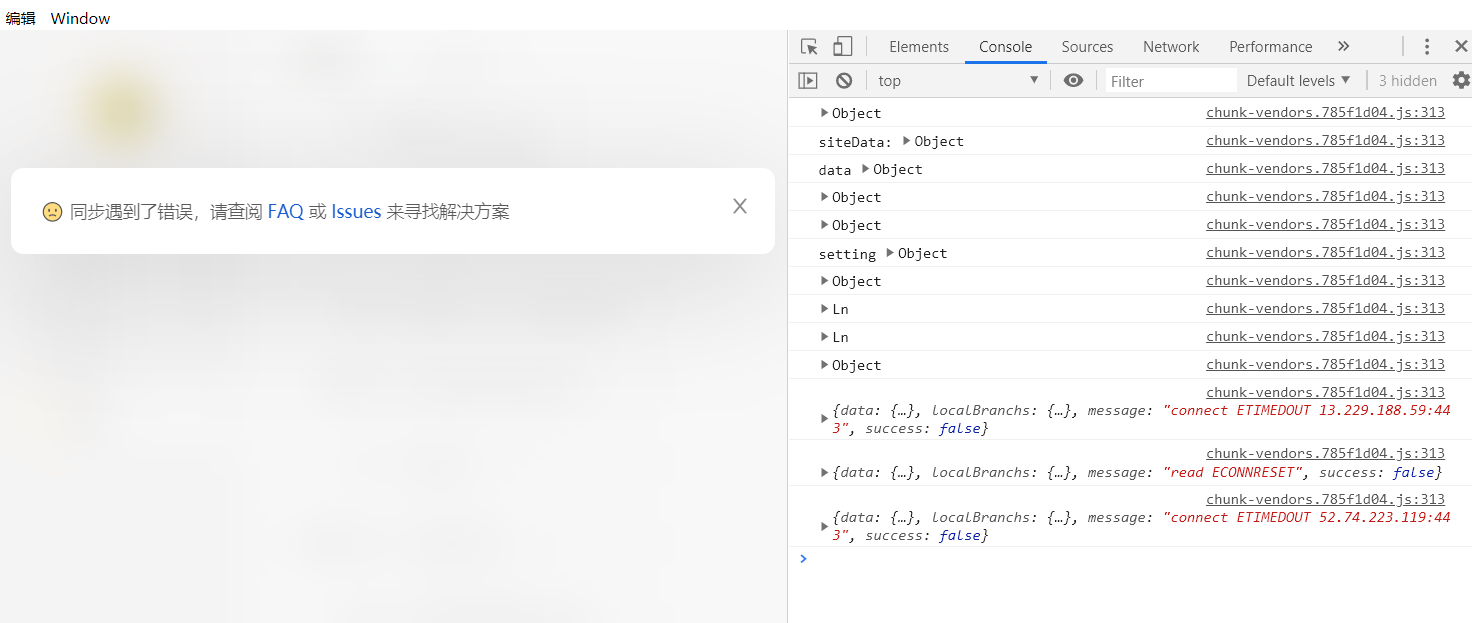 编辑 Window
😟 同步遇到了错误，请查阅 FAQ 或 Issues 来寻找解决方案 X
Elements Console Sources Network Performance »
top Filter Default levels 3 hidden
Object chunk-vendors.785f1d04.js:313
siteData: Object chunk-vendors.785f1d04.js:313
data Object chunk-vendors.785f1d04.js:313
Object chunk-vendors.785f1d04.js:313
Object chunk-vendors.785f1d04.js:313
setting Object chunk-vendors.785f1d04.js:313
Object chunk-vendors.785f1d04.js:313
Ln chunk-vendors.785f1d04.js:313
Ln chunk-vendors.785f1d04.js:313
Object chunk-vendors.785f1d04.js:313
chunk-vendors.785f1d04.js:313
{data: {…}, localBranchs: {…}, message: "connect ETIMEDOUT 13.229.188.59:44
3", success: false}
chunk-vendors.785f1d04.js:313
{data: {…}, localBranchs: {…}, message: "read ECONNRESET", success: false}
chunk-vendors.785f1d04.js:313
{data: {…}, localBranchs: {…}, message: "connect ETIMEDOUT 52.74.223.119:44
3", success: false}